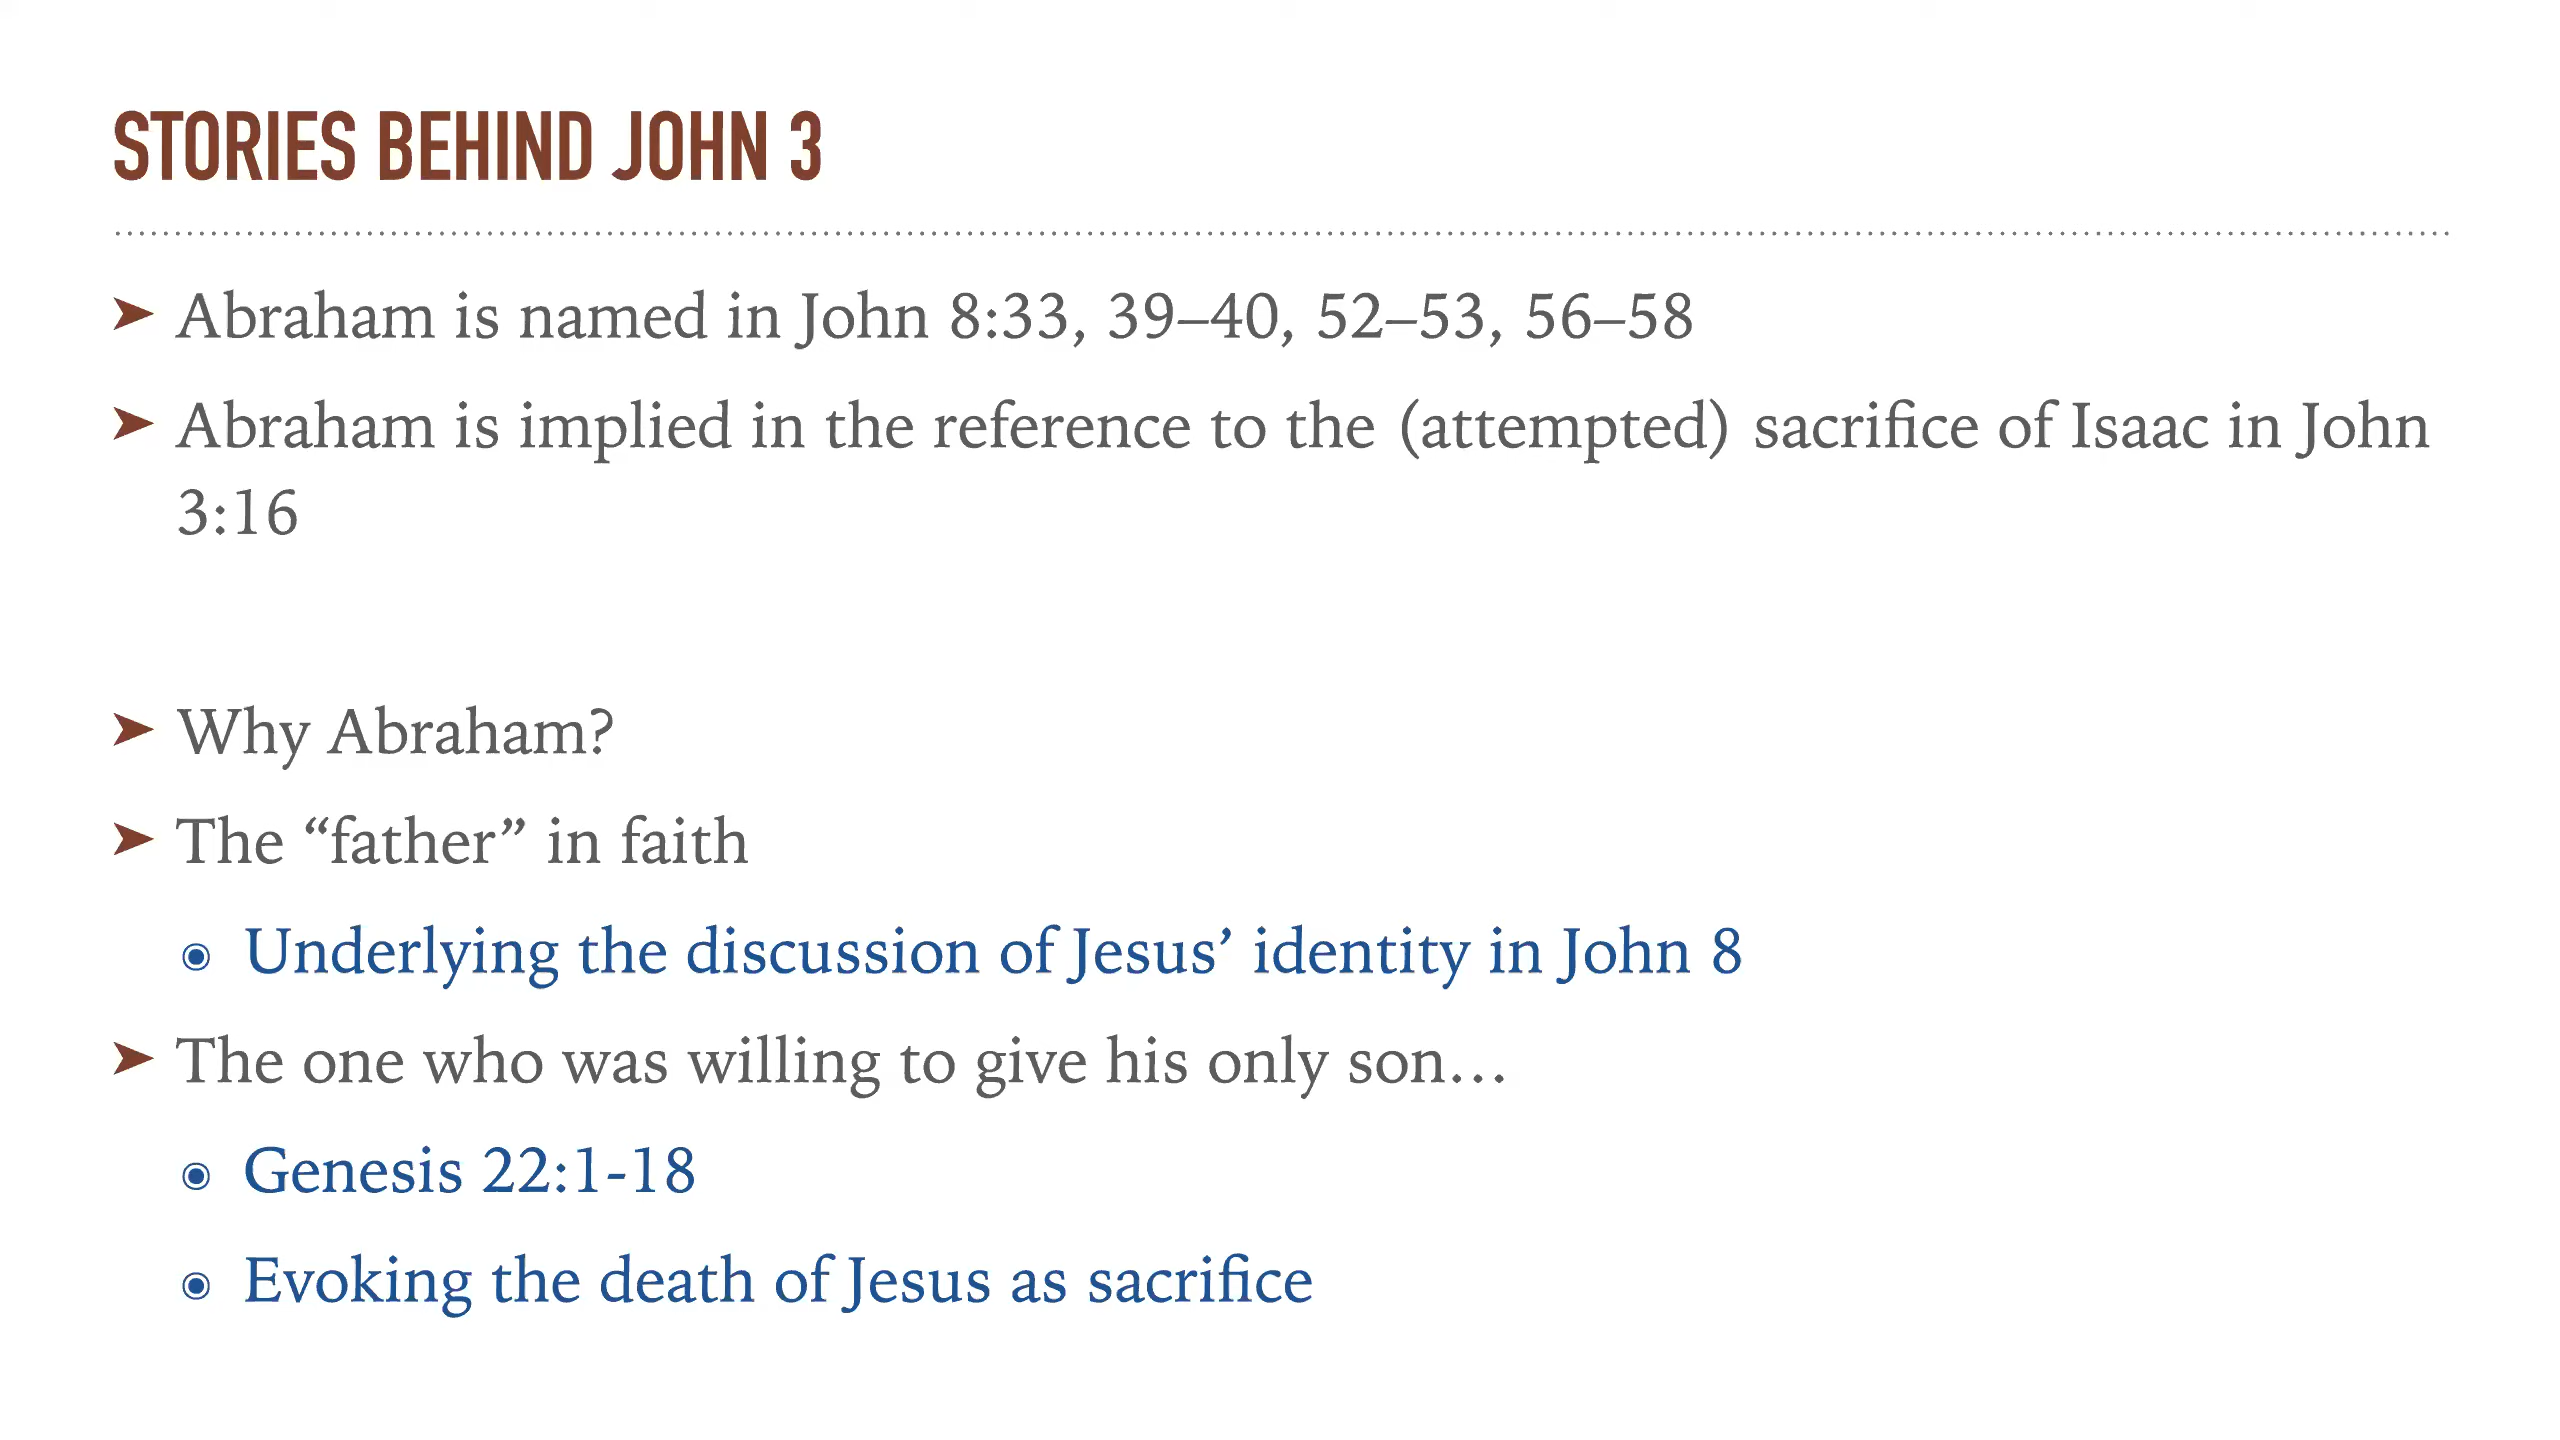 STORIES BEHIND JOHN 3
➤ Abraham is named in John 8:33, 39–40, 52–53, 56–58
➤ Abraham is implied in the reference to the (attempted) sacrifice of Isaac in John
3:16
➤ Why Abraham?
➤ The “father” in faith
◉ Underlying the discussion of Jesus’ identity in John 8
➤ The one who was willing to give his only son…
◉ Genesis 22:1-18
◉ Evoking the death of Jesus as sacrifice